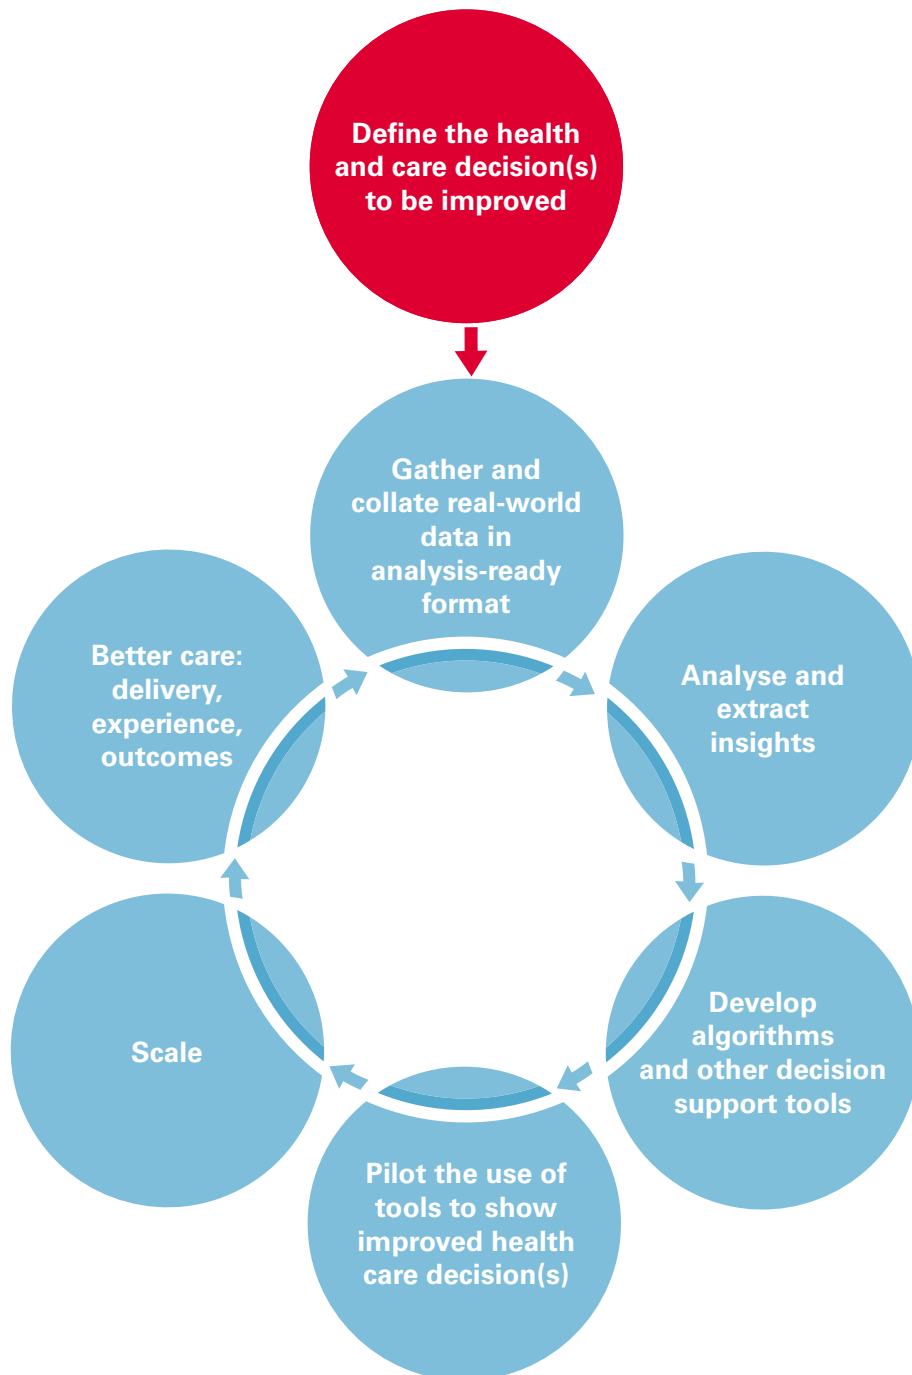 Define the health
and care decision(s)
to be improved
Gather and
collate real-world
data in
analysis-ready
format
Analyse and
extract
insights
Develop
algorithms
and other decision
support tools
Pilot the use of
tools to show
improved health
care decision(s)
Scale
Better care:
delivery,
experience,
outcomes